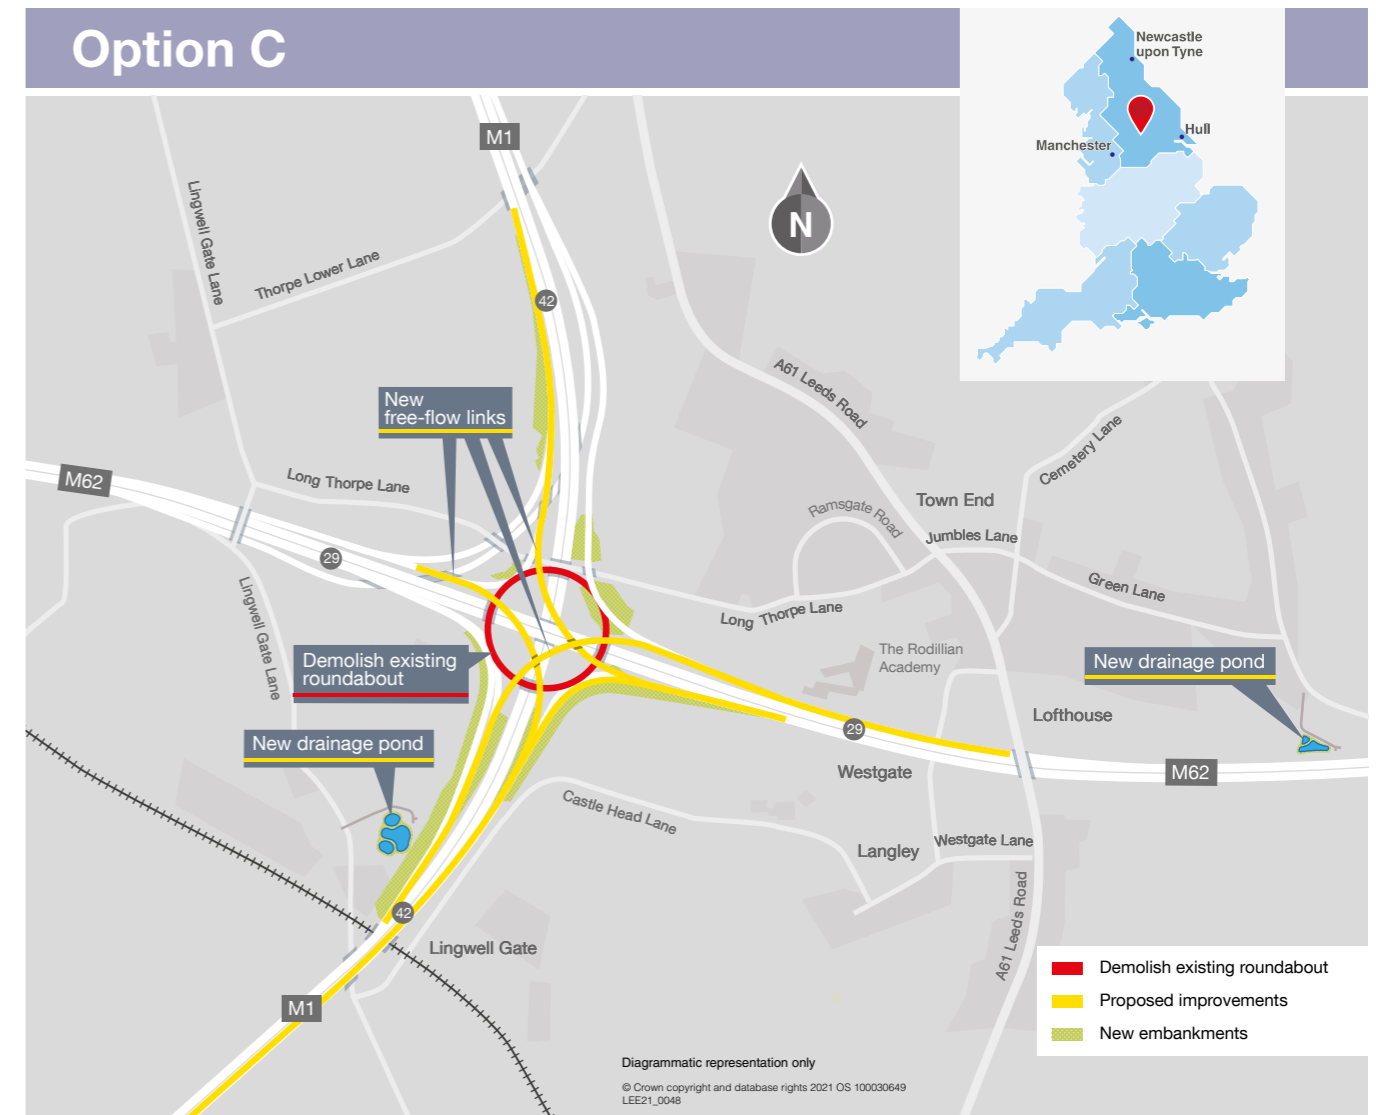 Option C
Newcastle
upon Tyne
Hull
Manchester
M1
N
Lingwell Gate Lane
Thorpe Lower Lane
42
A61 Leeds Road
New
free-flow links
Cemetery Lane
M62
Long Thorpe Lane
Town End
Ramsgate Road
Jumbles Lane
29
Green Lane
Lingwell Gate Lane
Long Thorpe Lane
The Rodillian
Academy
Demolish existing
roundabout
New drainage pond
Lofthouse
29
New drainage pond
Westgate
M62
Castle Head Lane
Westgate Lane
Langley
A61 Leeds Road
42
Lingwell Gate
M1
Demolish existing roundabout
Proposed improvements
New embankments
Diagrammatic representation only
© Crown copyright and database rights 2021 OS 100030649
LEE21_0048